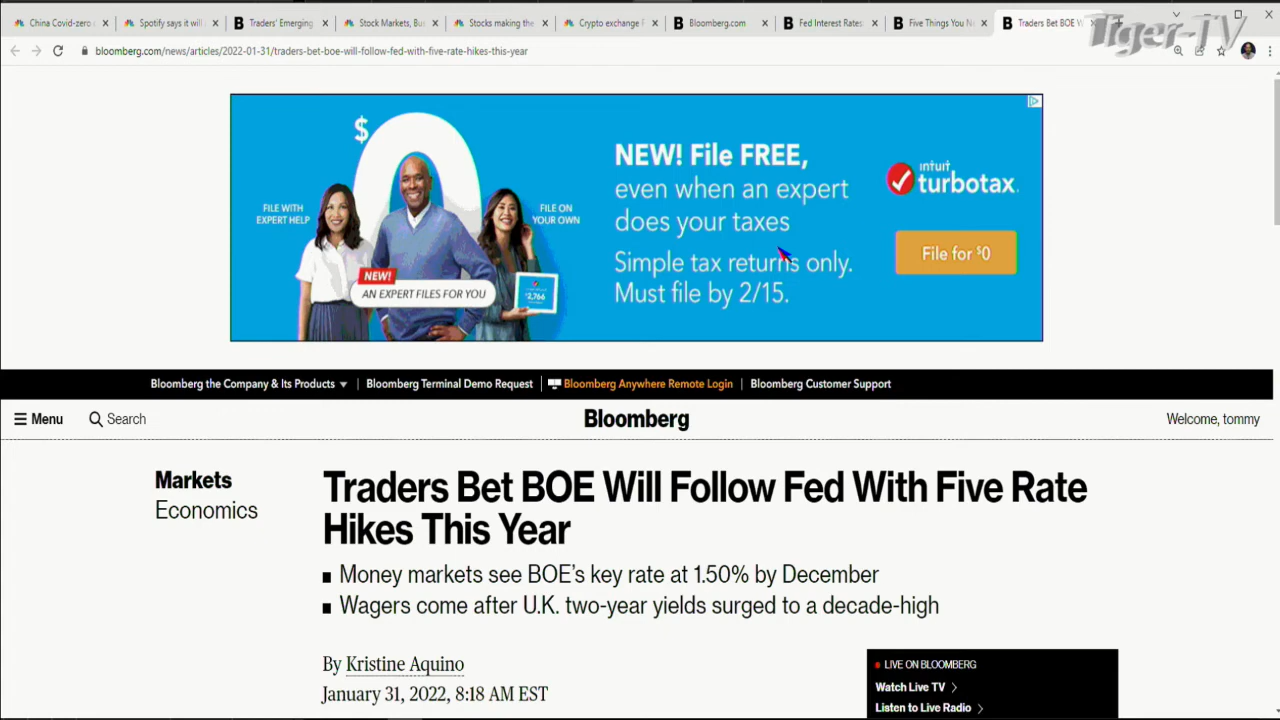 China Covid-zero
Spotify says it will
Traders' Emerging
Stock Markets, Bus
Stocks making the
Crypto exchange F
Bloomberg.com
Fed Interest Rates
Five Things You N
Traders Bet BOE W
Tiger-TV
bloomberg.com/news/articles/2022-01-31/traders-bet-boe-will-follow-fed-with-five-rate-hikes-this-year
$
FILE WITH
EXPERT HELP
FILE ON
YOUR OWN
NEW!
AN EXPERT FILES FOR YOU
$2,766
NEW! File FREE,
even when an expert
does your taxes
Simple tax returns only.
Must file by 2/15.
intuit
turbotax.
File for $0
Bloomberg the Company & Its Products
Bloomberg Terminal Demo Request
Bloomberg Anywhere Remote Login
Bloomberg Customer Support
Menu
Search
Bloomberg
Welcome, tommy
Markets
Economics
Traders Bet BOE Will Follow Fed With Five Rate
Hikes This Year
Money markets see BOE's key rate at 1.50% by December
Wagers come after U.K. two-year yields surged to a decade-high
By Kristine Aquino
January 31, 2022, 8:18 AM EST
LIVE ON BLOOMBERG
Watch Live TV
Listen to Live Radio